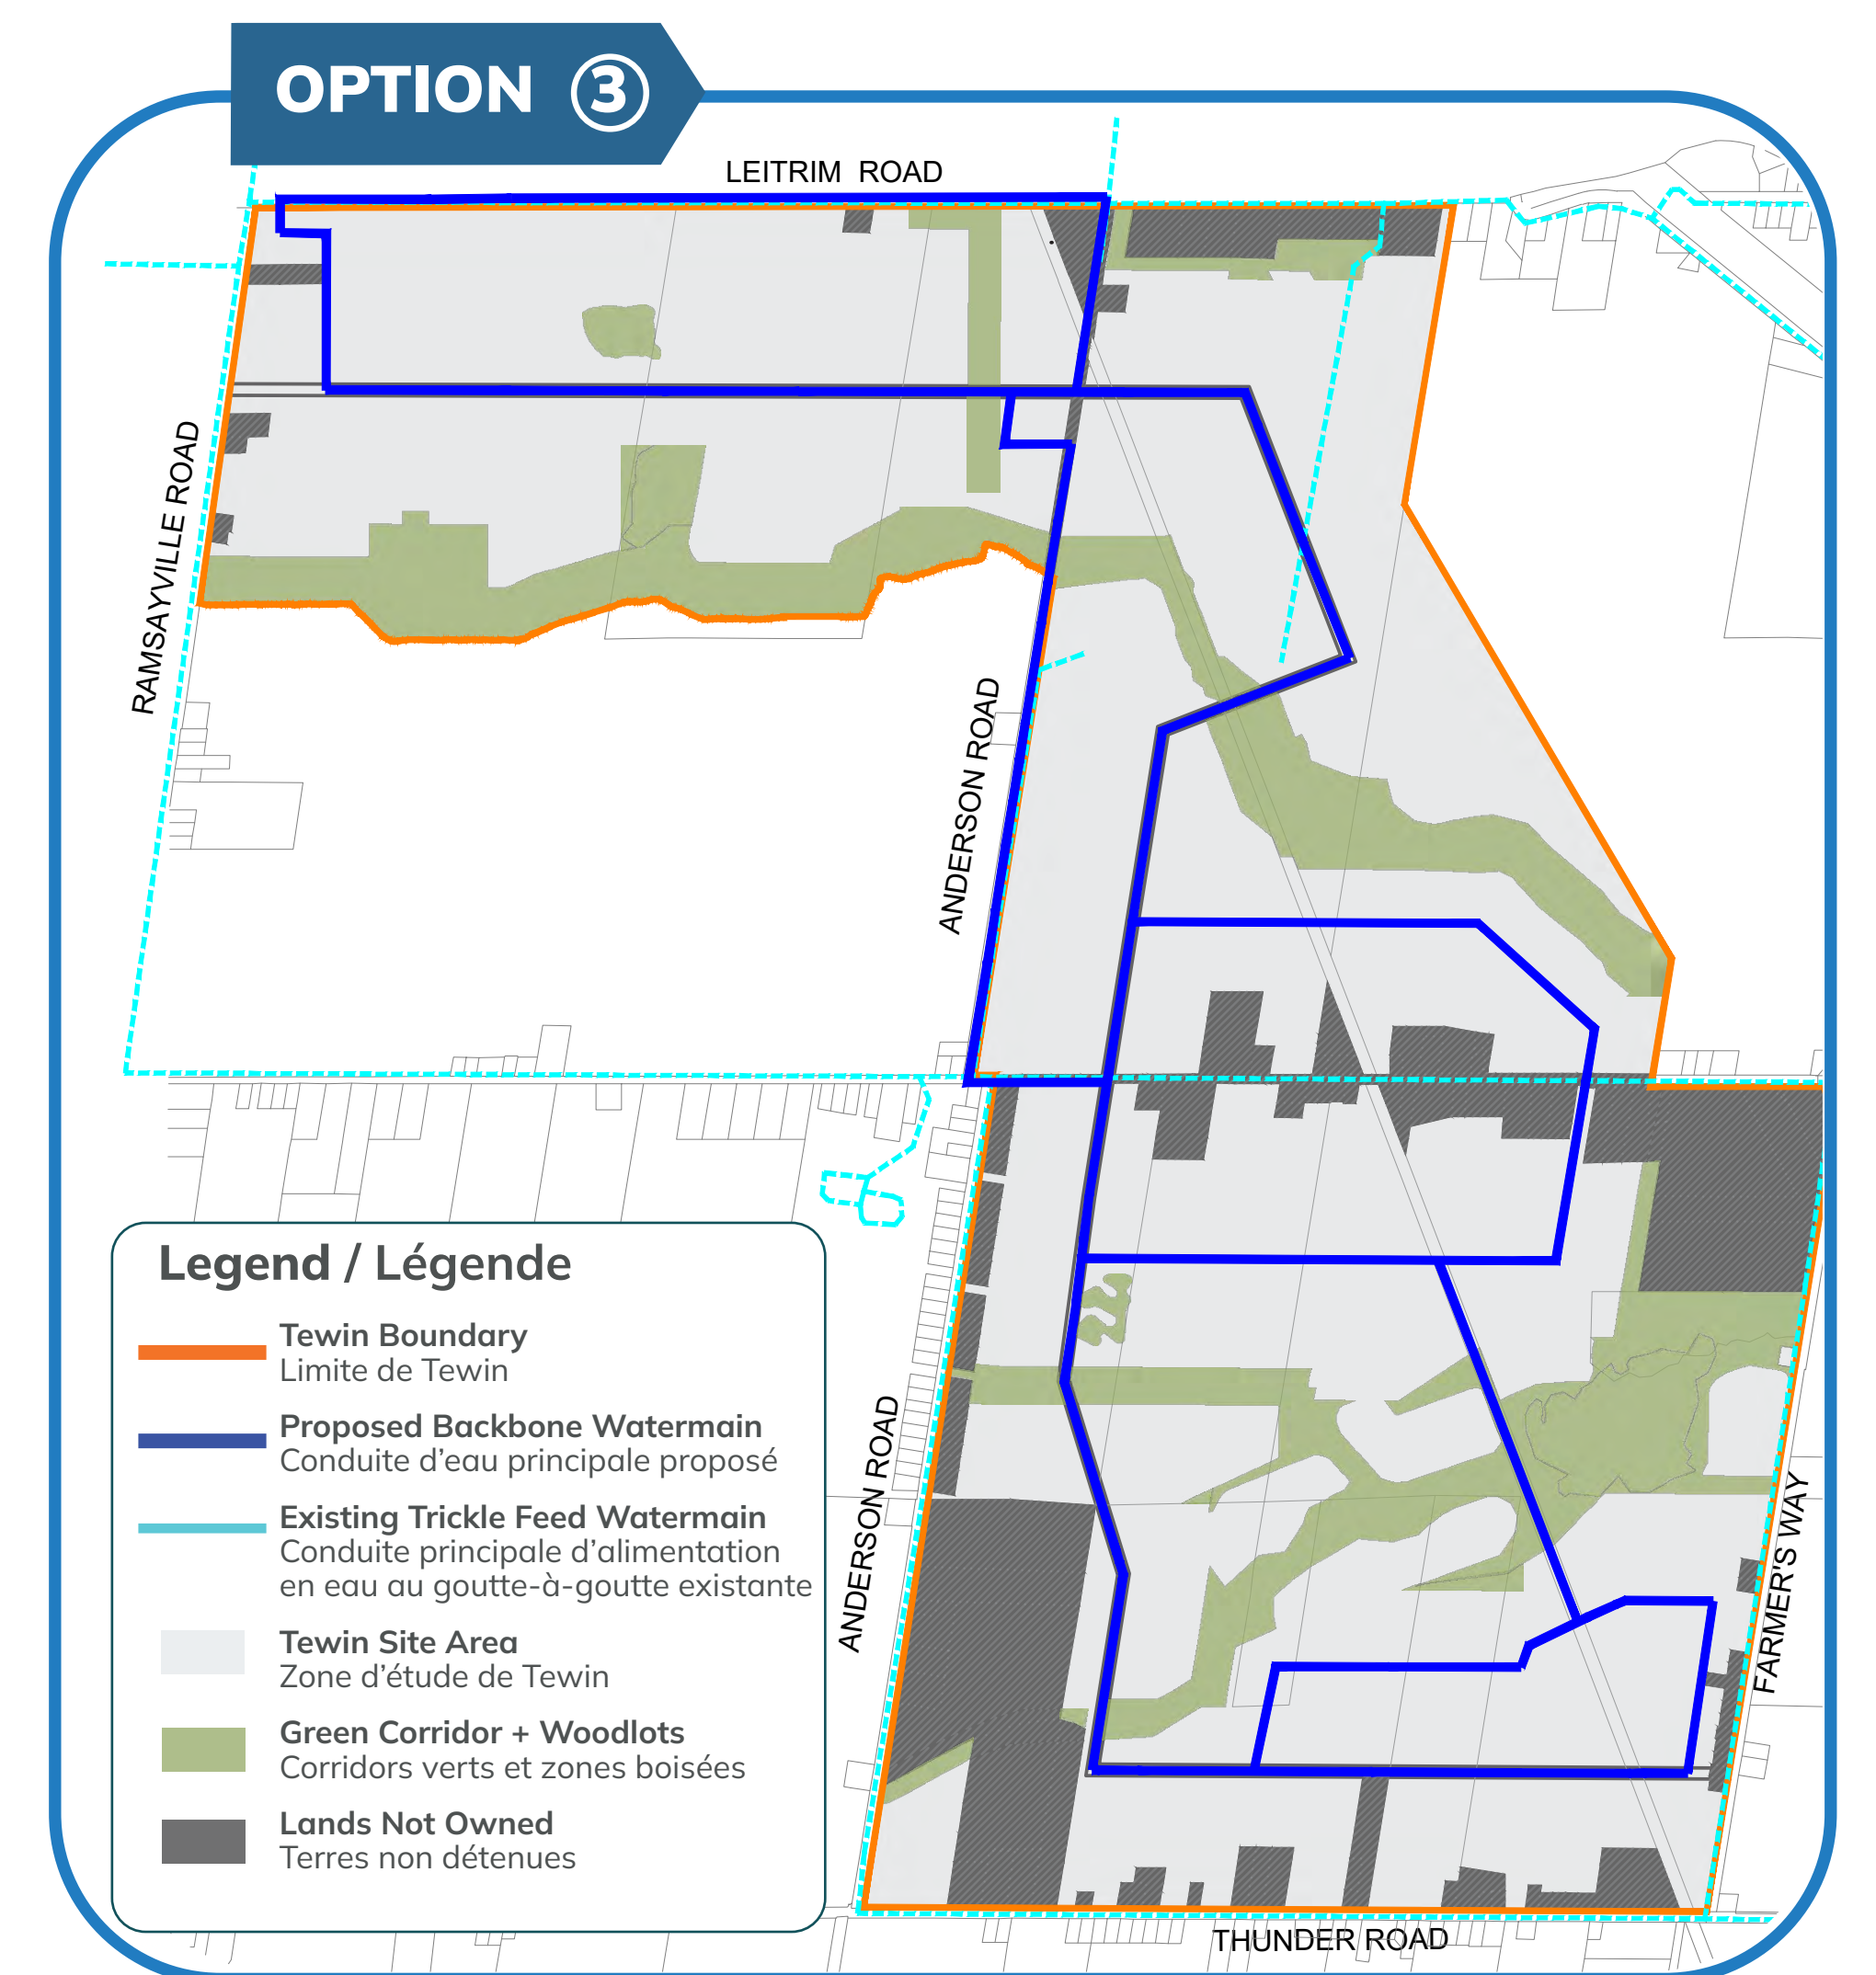 OPTION ③
LEITRIM ROAD
RAMSAYVILLE ROAD
ANDERSON ROAD
ANDERSON ROAD
FARMER'S WAY
THUNDER ROAD
Legend / Légende
Tewin Boundary
Limite de Tewin
Proposed Backbone Watermain
Conduite d’eau principale proposé
Existing Trickle Feed Watermain
Conduite principale d’alimentation
en eau au goutte-à-goutte existante
Tewin Site Area
Zone d’étude de Tewin
Green Corridor + Woodlots
Corridors verts et zones boisées
Lands Not Owned
Terres non détenues